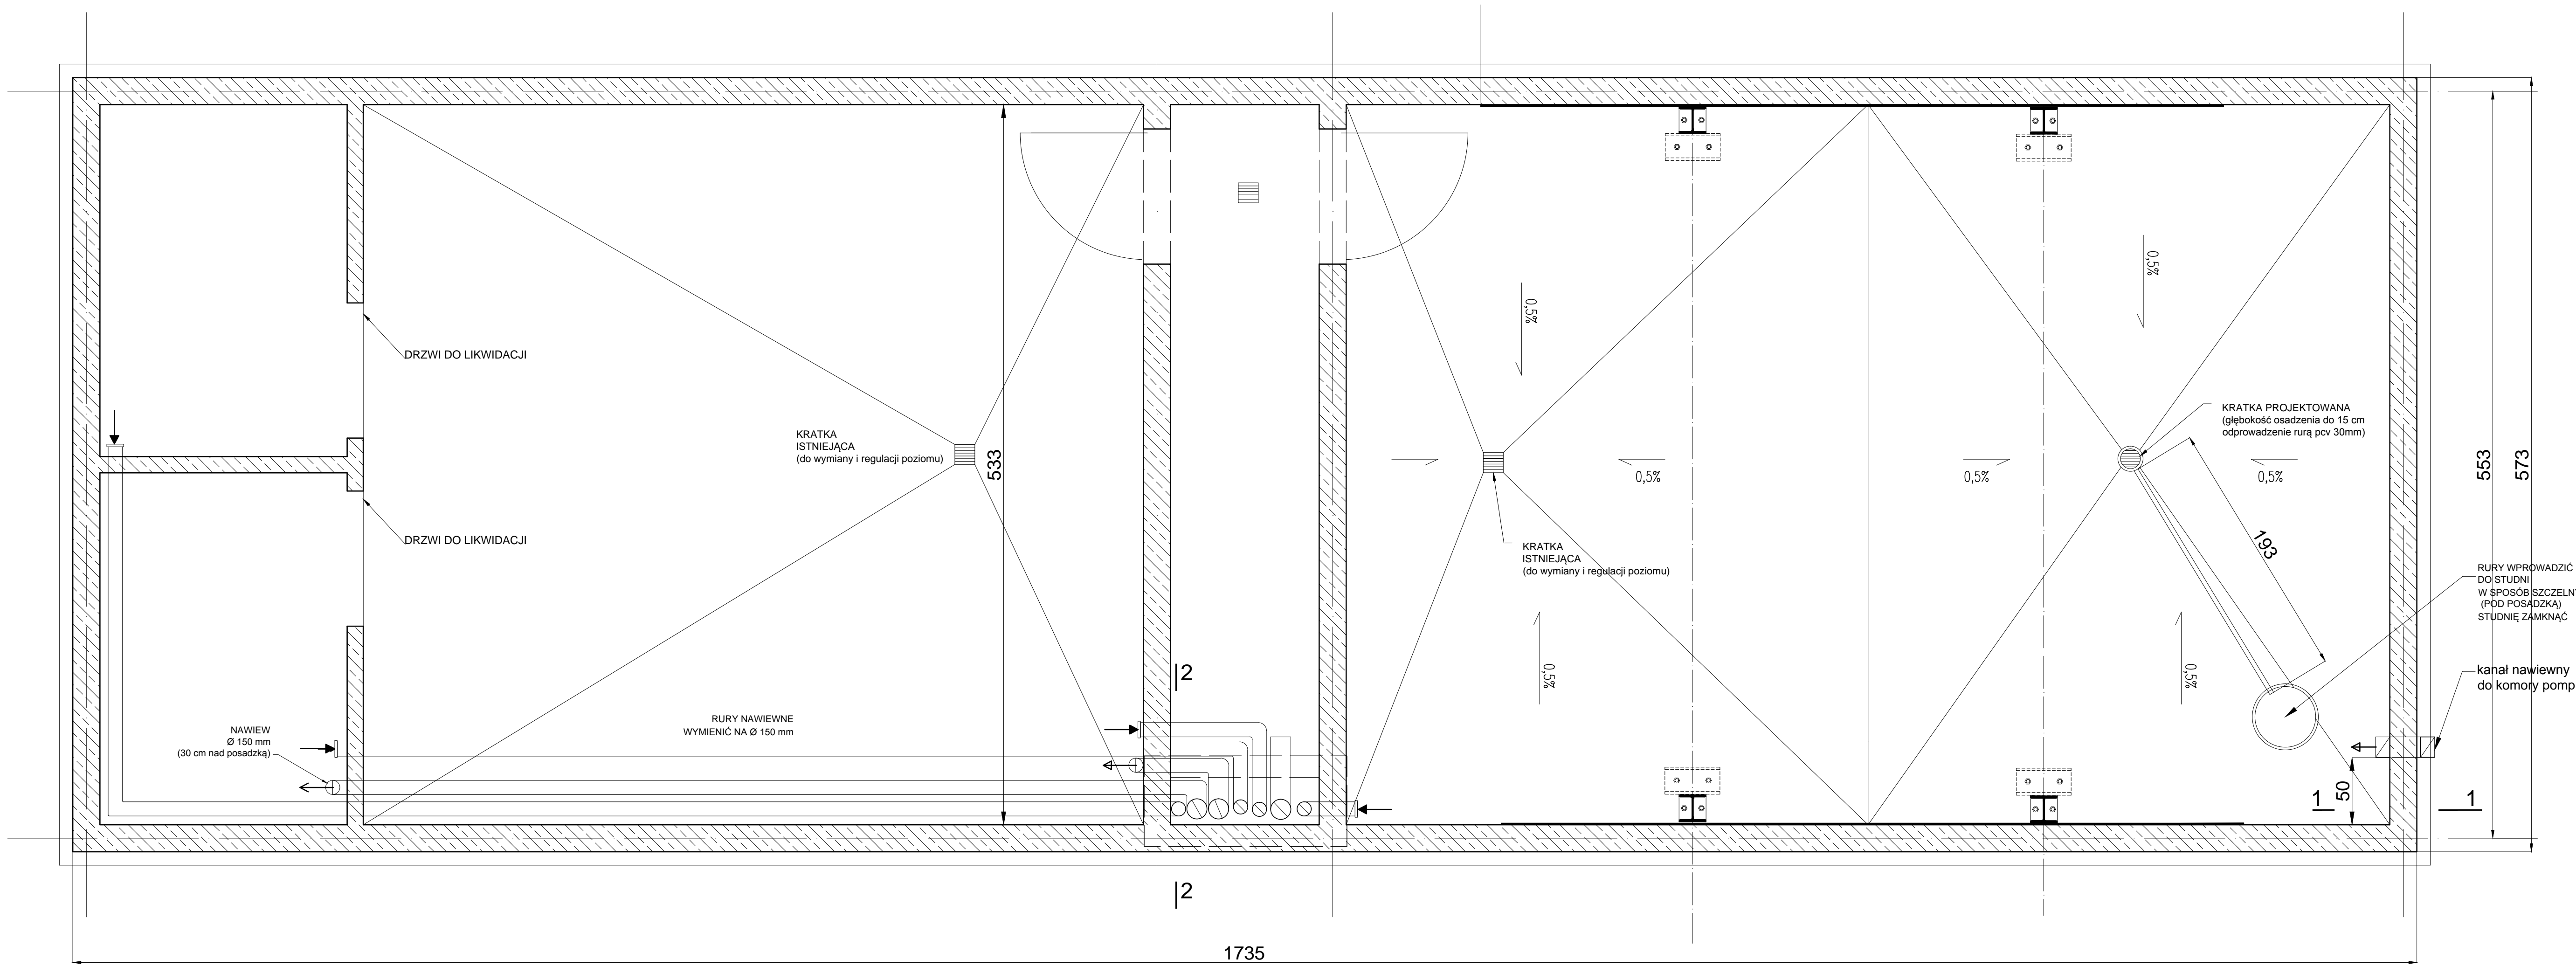 DRZWI DO LIKWIDACJI
DRZWI DO LIKWIDACJI
KRATKA
ISTNIEJĄCA
(do wymiany i regulacji poziomu)
533
NAWIEW
Ø 150 mm
(30 cm nad posadzką)
RURY NAWIEWNE
WYMIENIĆ NA Ø 150 mm
2
2
0,5%
0,5%
0,5%
0,5%
0,5%
0,5%
0,5%
KRATKA
ISTNIEJĄCA
(do wymiany i regulacji poziomu)
KRATKA PROJEKTOWANA
(głębokość osadzenia do 15 cm
odprowadzenie rurą pcv 30mm)
193
553
573
RURY WPROWADZIĆ
DO STUDNI
W SPOSÓB SZCZELN
(POD POSADZKĄ)
STUDNIĘ ZAMKNĄĆ
kanał nawiewny
do komory pomp
50
1
1
1735